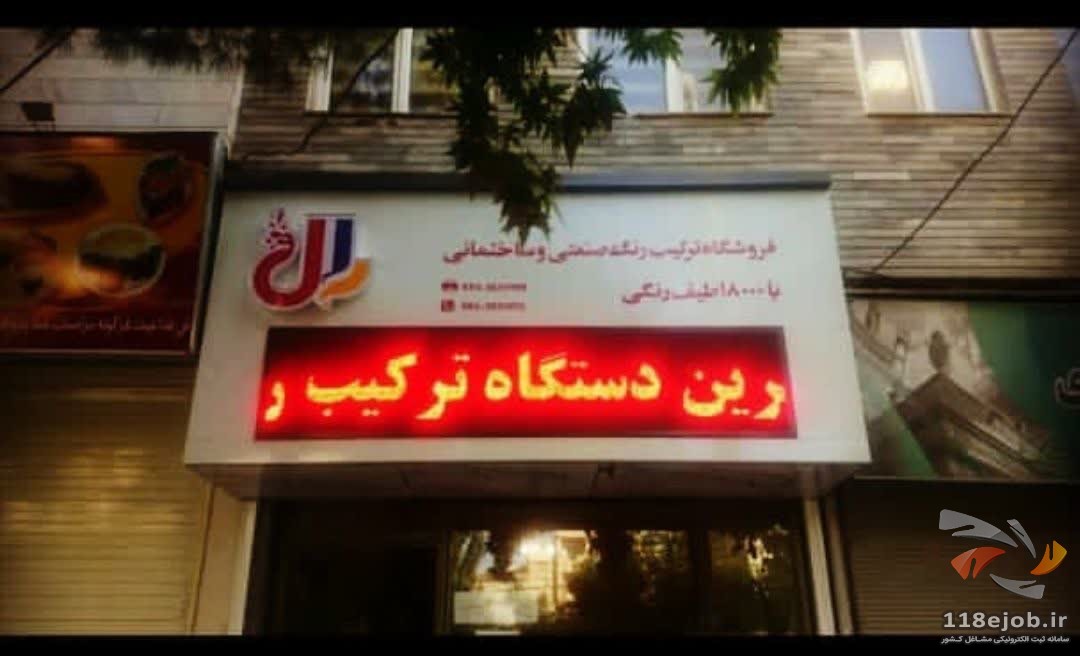 رال
فروشگاه ترکیب رنگ صنعتی و ساختمانی
با ۱۸۰۰۰ طیف رنگی
رین دستگاه ترکیب ر
118ejob.ir
سامانه ثبت الکترونیکی مشاغل کشور